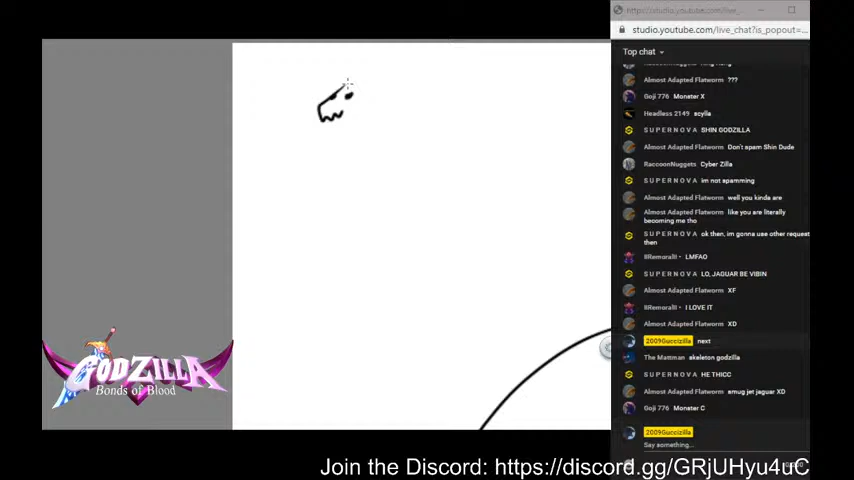 https://studio.youtube.com/live_
studio.youtube.com/live_chat?is_popout=...
Top chat
Almost Adapted Flatworm ???
Goji 776 Monster X
Headless 2149 scylla
S U P E R N O V A SHIN GODZILLA
Almost Adapted Flatworm Don't spam Shin Dude
RaccoonNuggets Cyber Zilla
S U P E R N O V A im not spamming
Almost Adapted Flatworm well you kinda are
Almost Adapted Flatworm like you are literally
becoming me tho
S U P E R N O V A ok then, im gonna use other request
then
IIRemoraII • LMFAO
S U P E R N O V A LO, JAGUAR BE VIBIN
Almost Adapted Flatworm XF
IIRemoraII • I LOVE IT
Almost Adapted Flatworm XD
2009Guccizilla next
The Mattman skeleton godzilla
S U P E R N O V A HE THICC
Almost Adapted Flatworm smug jet jaguar XD
Goji 776 Monster C
2009Guccizilla
Say something...
GODZILLA
Bonds of Blood
Join the Discord: https://discord.gg/GRjUHyu4uC